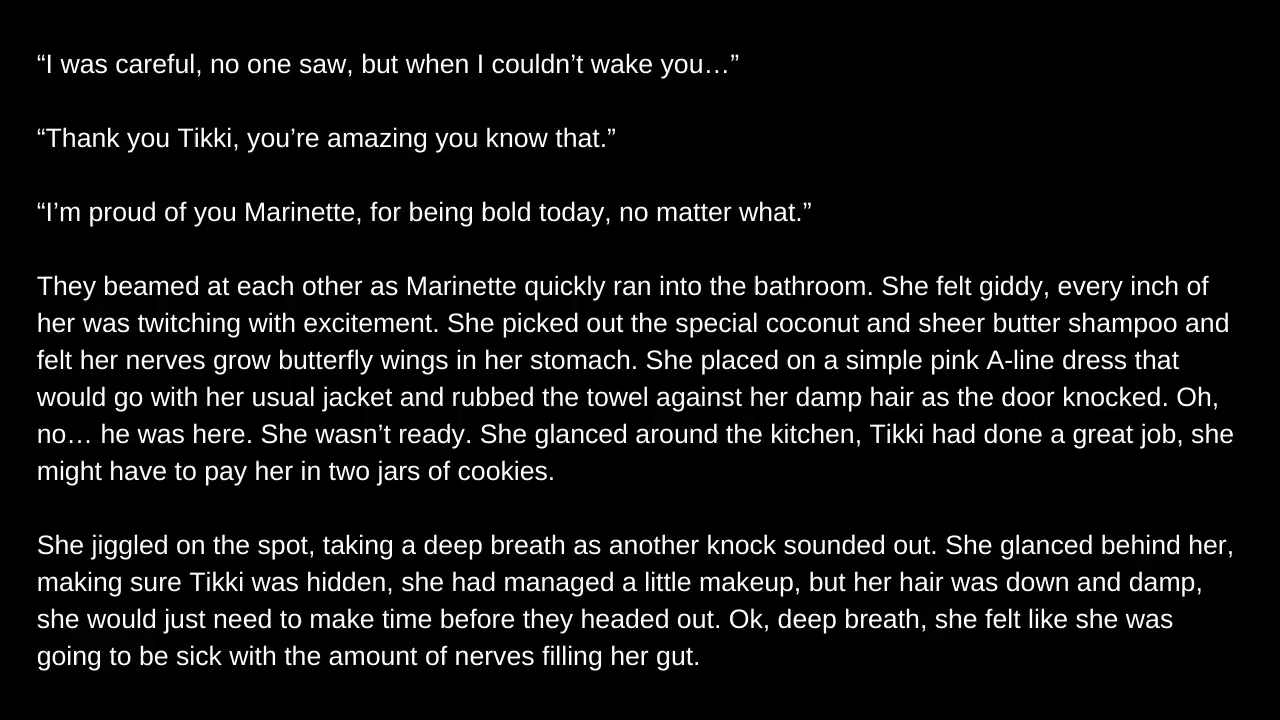 “I was careful, no one saw, but when I couldn’t wake you…”
“Thank you Tikki, you’re amazing you know that.”
“I’m proud of you Marinette, for being bold today, no matter what.”
They beamed at each other as Marinette quickly ran into the bathroom. She felt giddy, every inch of
her was twitching with excitement. She picked out the special coconut and sheer butter shampoo and
felt her nerves grow butterfly wings in her stomach. She placed on a simple pink A-line dress that
would go with her usual jacket and rubbed the towel against her damp hair as the door knocked. Oh,
no… he was here. She wasn’t ready. She glanced around the kitchen, Tikki had done a great job, she
might have to pay her in two jars of cookies.
She jiggled on the spot, taking a deep breath as another knock sounded out. She glanced behind her,
making sure Tikki was hidden, she had managed a little makeup, but her hair was down and damp,
she would just need to make time before they headed out. Ok, deep breath, she felt like she was
going to be sick with the amount of nerves filling her gut.